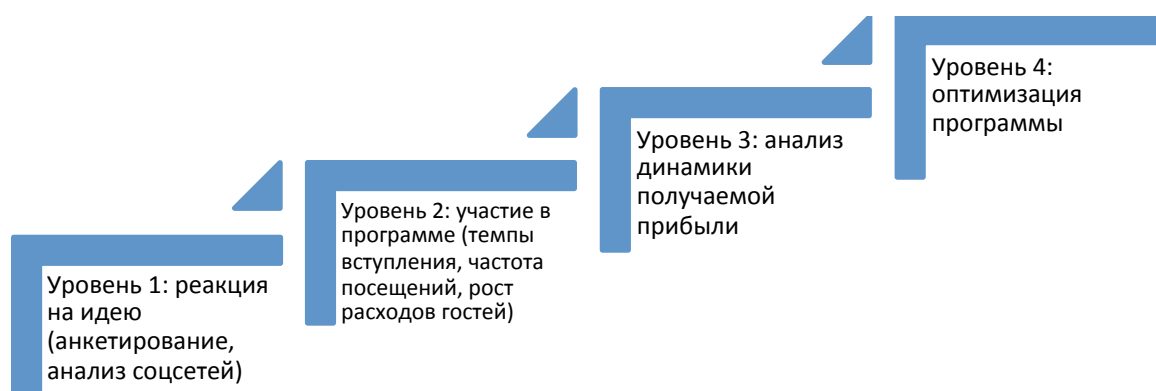 Уровень 1: реакция
на идею
(анкетирование,
анализ соцсетей)
Уровень 2: участие в
программе (темпы
вступления, частота
посещений, рост
расходов гостей)
Уровень 3: анализ
динамики
получаемой
прибыли
Уровень 4:
оптимизация
программы